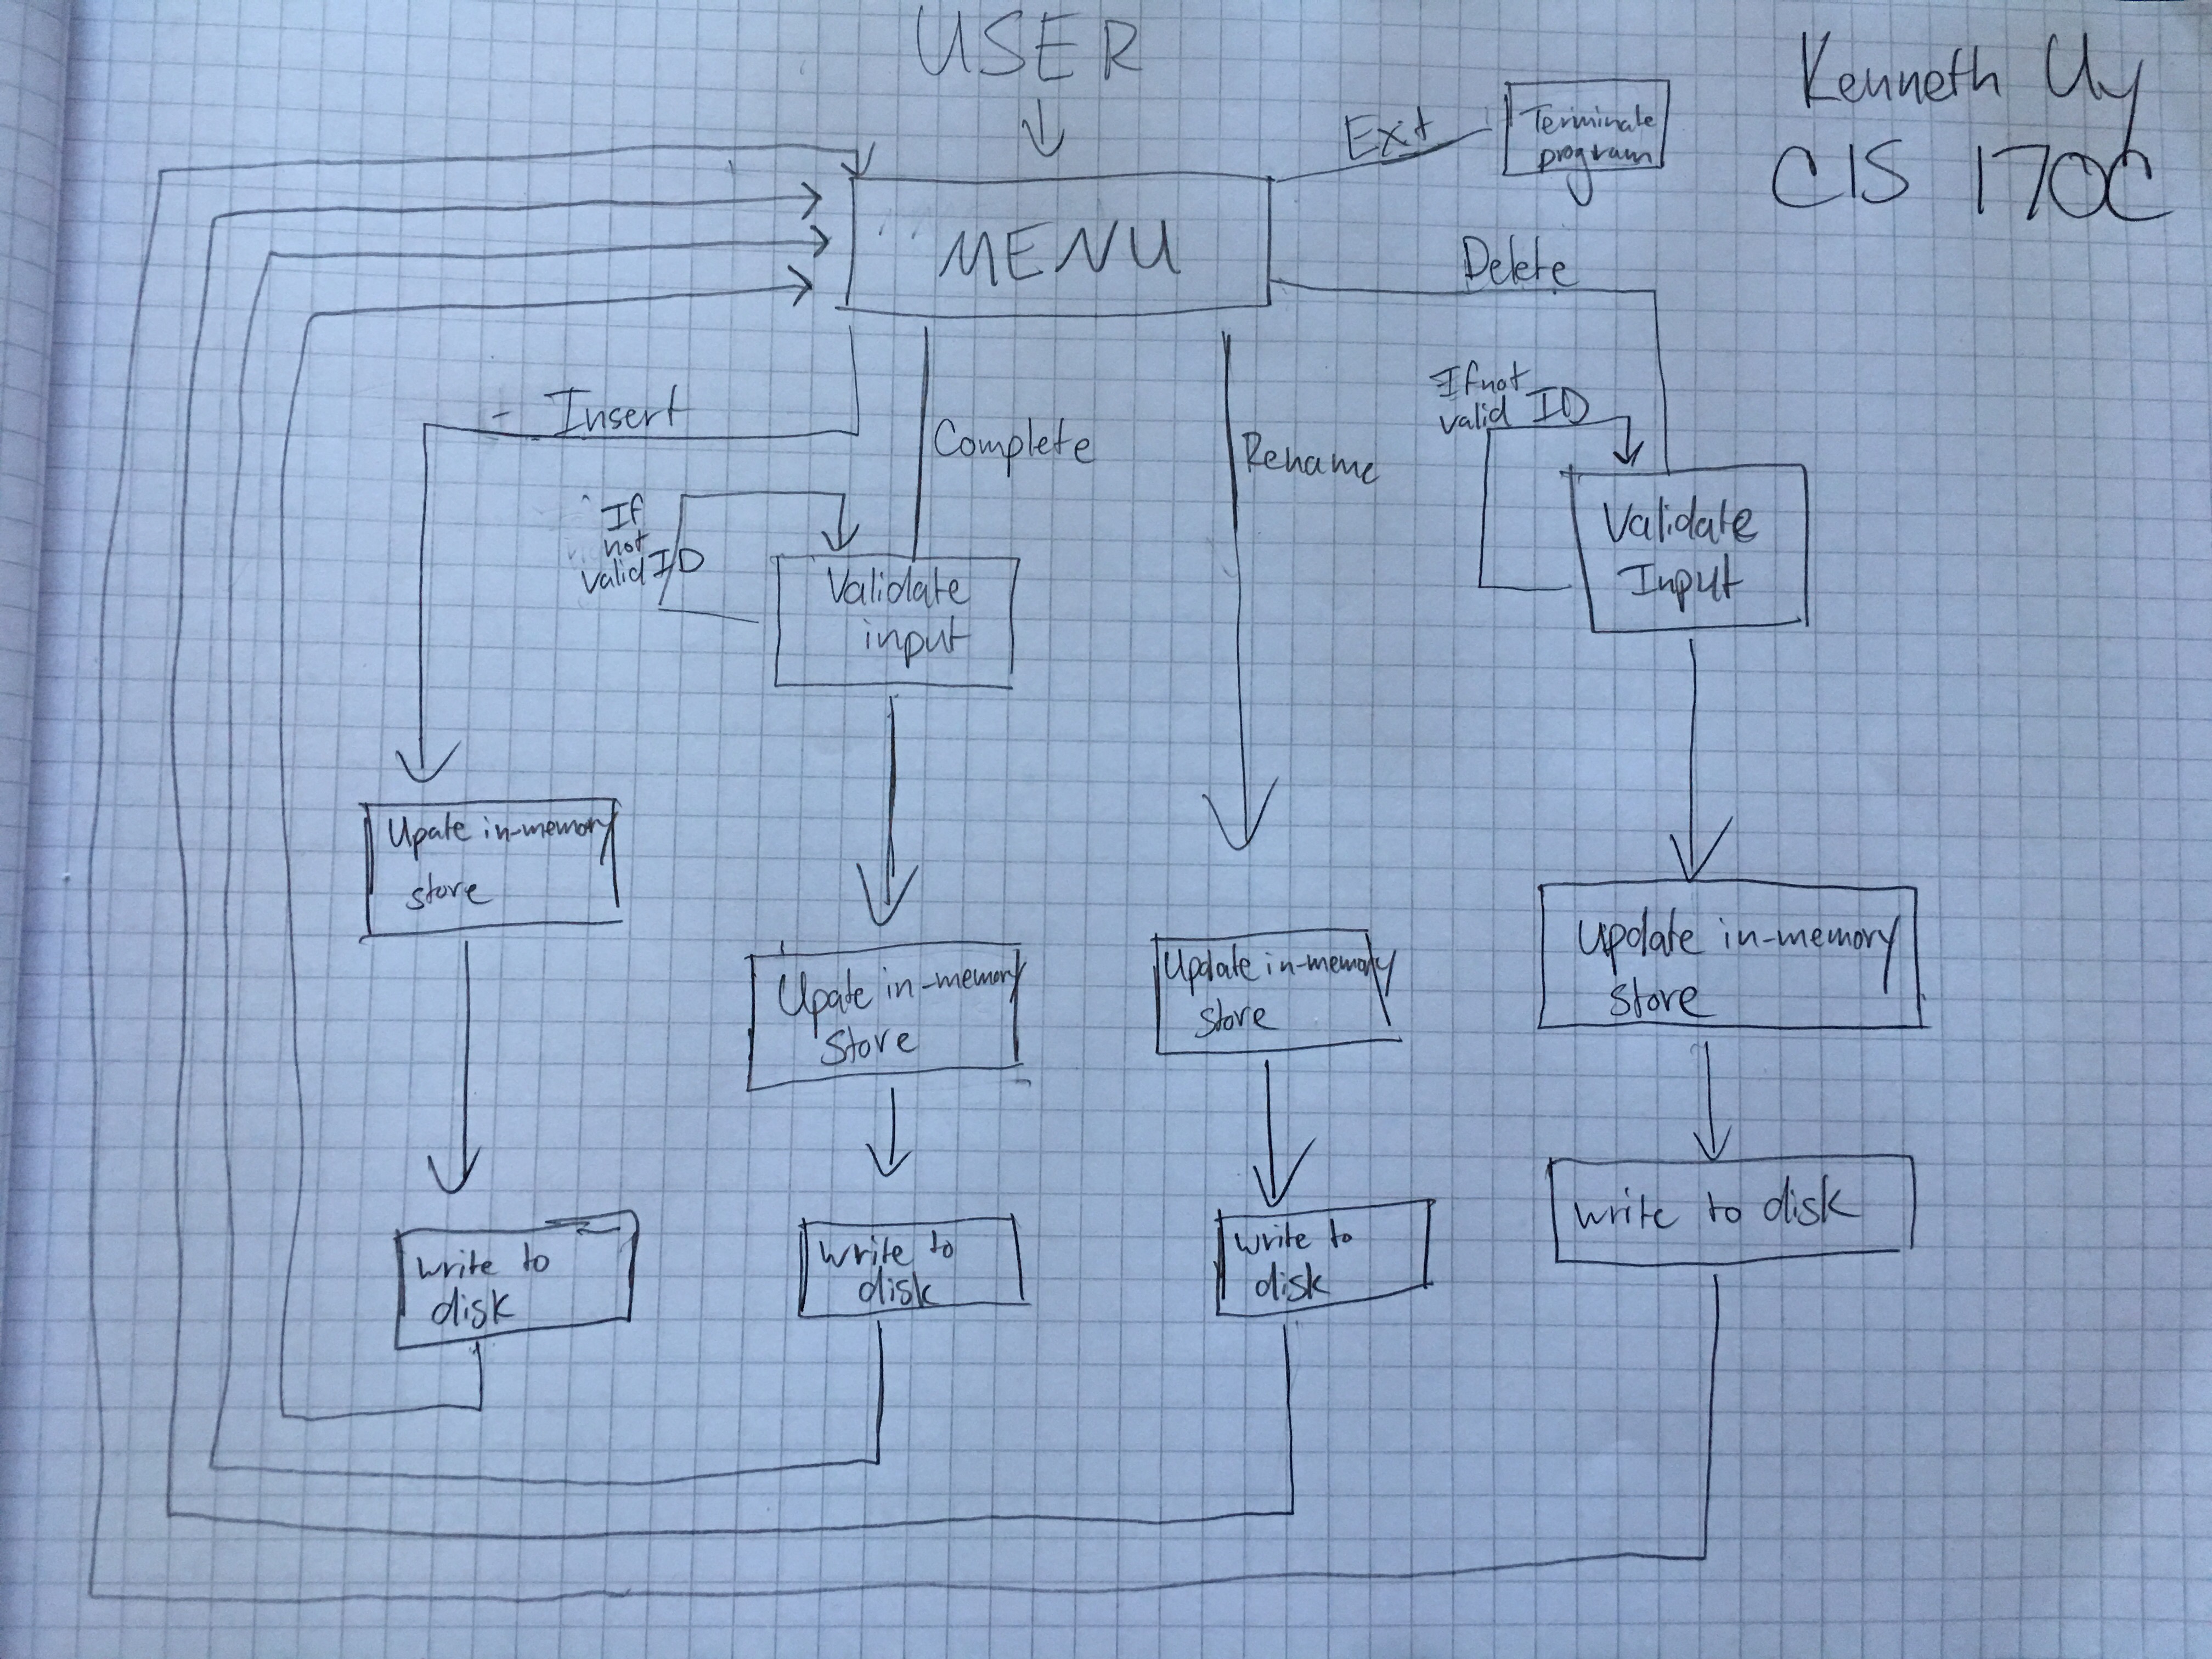 USER
Kenneth Uy
CIS 170C
Exit
Terminate
program
MENU
Delete
- Insert
Complete
Rename
If not
valid ID
If
not
valid ID
Validate
input
Validate
Input
Upate in-memory
store
Upate in-memory
Store
Update in-memory
store
Update in-memory
store
write to
disk
write to
disk
write to
disk
write to disk